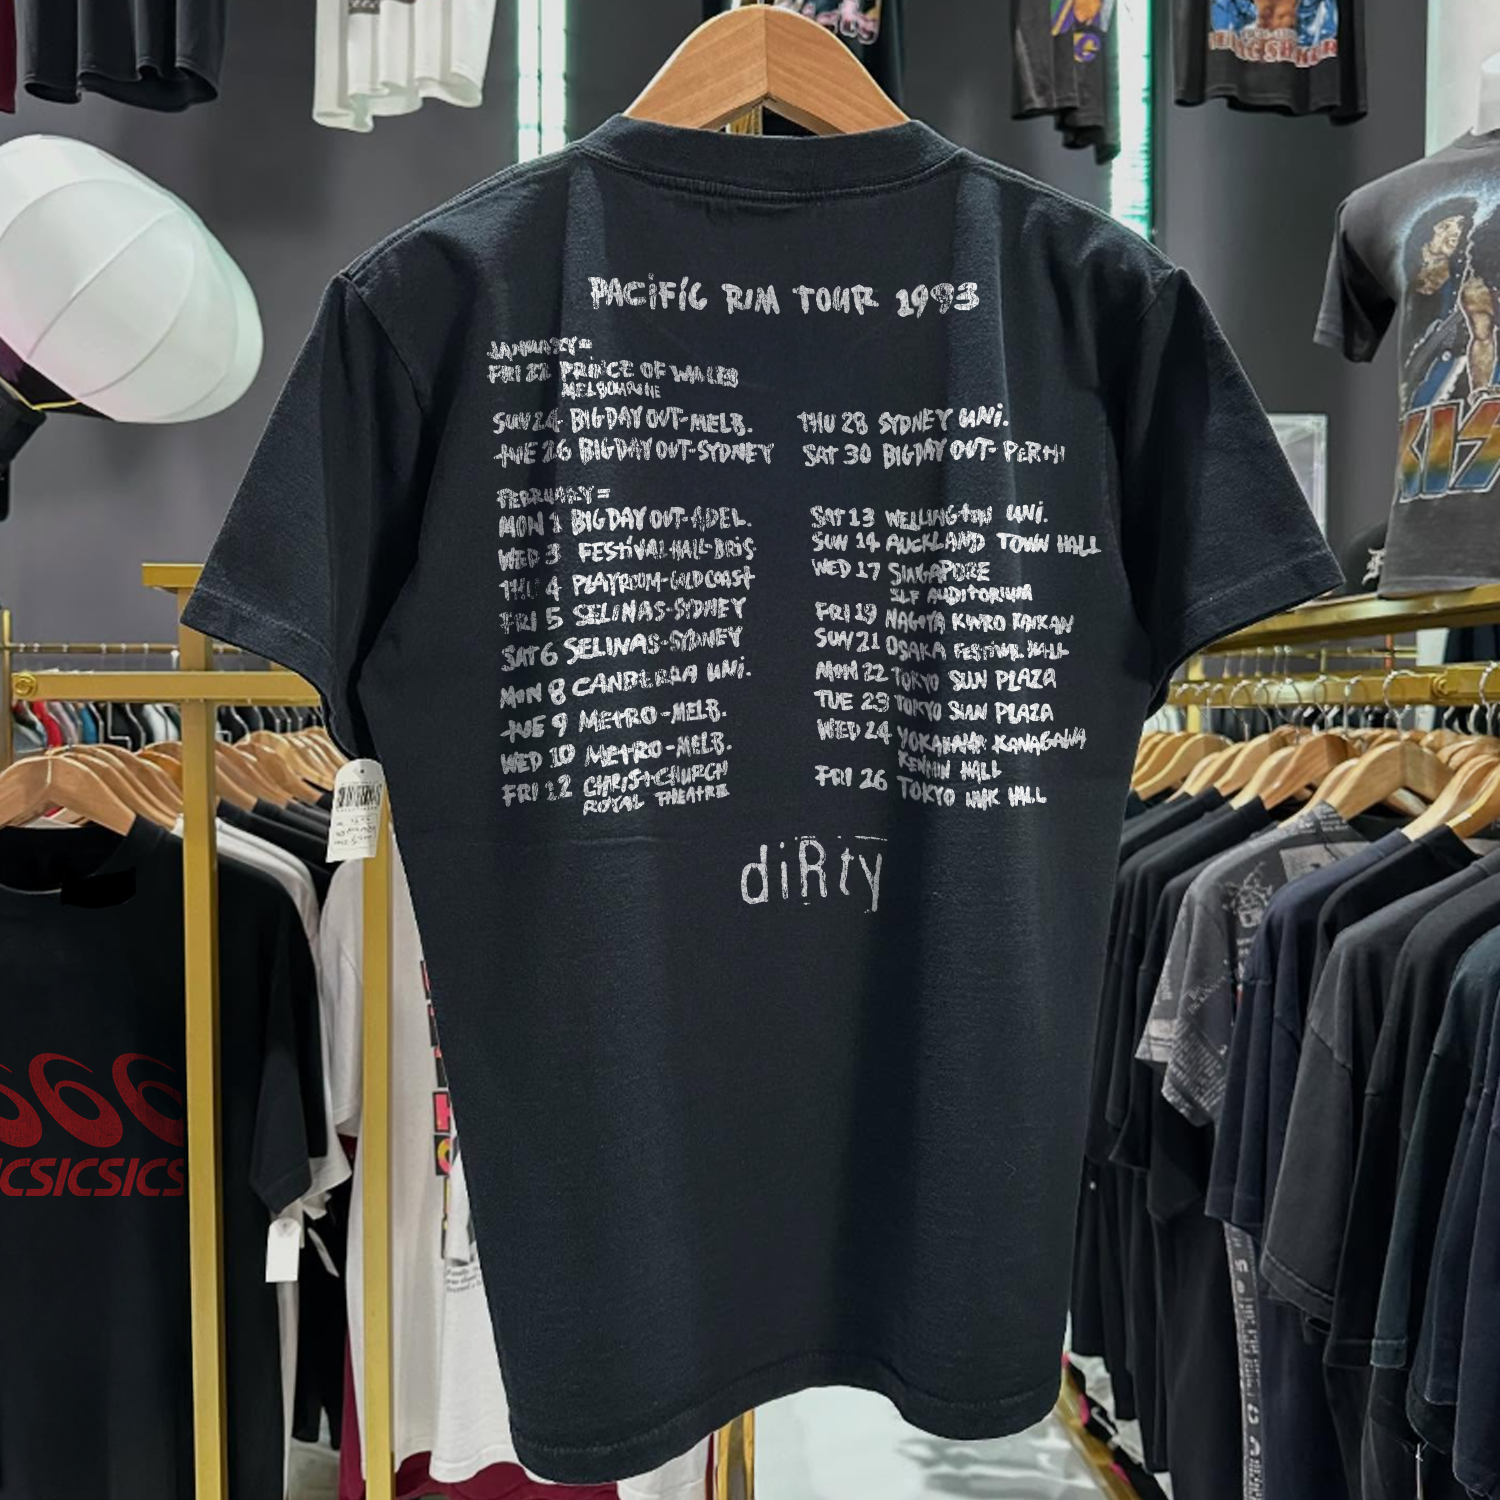 PACIFIC RIM TOUR 1993
JANUARY=
FRI 22 PRINCE OF WALES
MELBOURNE
SUN 24 BIG DAY OUT-MELB.
TUE 26 BIG DAY OUT-SYDNEY
THU 28 SYDNEY UNI.
SAT 30 BIG DAY OUT- PERTH
FEBRUARY=
MON 1 BIG DAY OUT-ADEL.
WED 3 FESTIVAL HALL-BRIS
THU 4 PLAYROOM-GOLD COAST
FRI 5 SELINAS-SYDNEY
SAT 6 SELINAS-SYDNEY
MON 8 CANBERRA UNI.
TUE 9 METRO-MELB.
WED 10 METRO-MELB.
FRI 12 CHRISTCHURCH
ROYAL THEATRE
SAT 13 WELLINGTON UNI.
SUN 14 AUCKLAND TOWN HALL
WED 17 SINGAPORE
SLF AUDITORIUM
FRI 19 NAGOYA KINRO KAIKAN
SUN 21 OSAKA FESTIVAL HALL
MON 22 TOKYO SUN PLAZA
TUE 23 TOKYO SUN PLAZA
WED 24 YOKAHAMA KANAGAWA
KENMIN HALL
FRI 26 TOKYO NHK HALL
diRty
666
CSICSICS
KIS